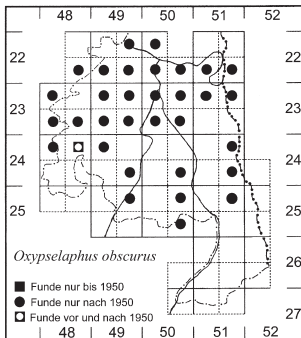 48 49 50 51 52
22
22
23
23
24
24
25
25
26
Oxypselaphus obscurus
Funde nur bis 1950
Funde nur nach 1950
Funde vor und nach 1950
48 49 50 51 52 27